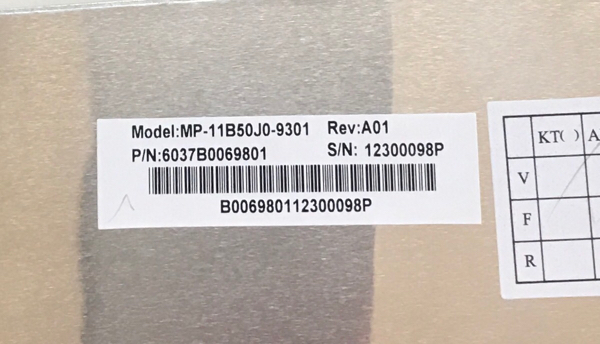 Model:MP-11B50J0-9301 Rev:A01
P/N:6037B0069801 S/N: 12300098P
B006980112300098P
KT( ) A
V
F
R